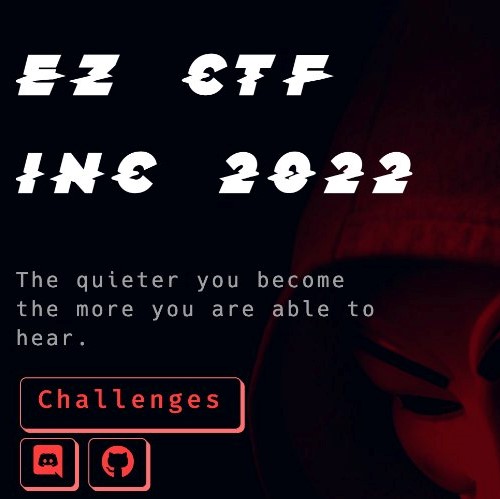 EZ CTF
INC 2022
The quieter you become
the more you are able to
hear.
Challenges